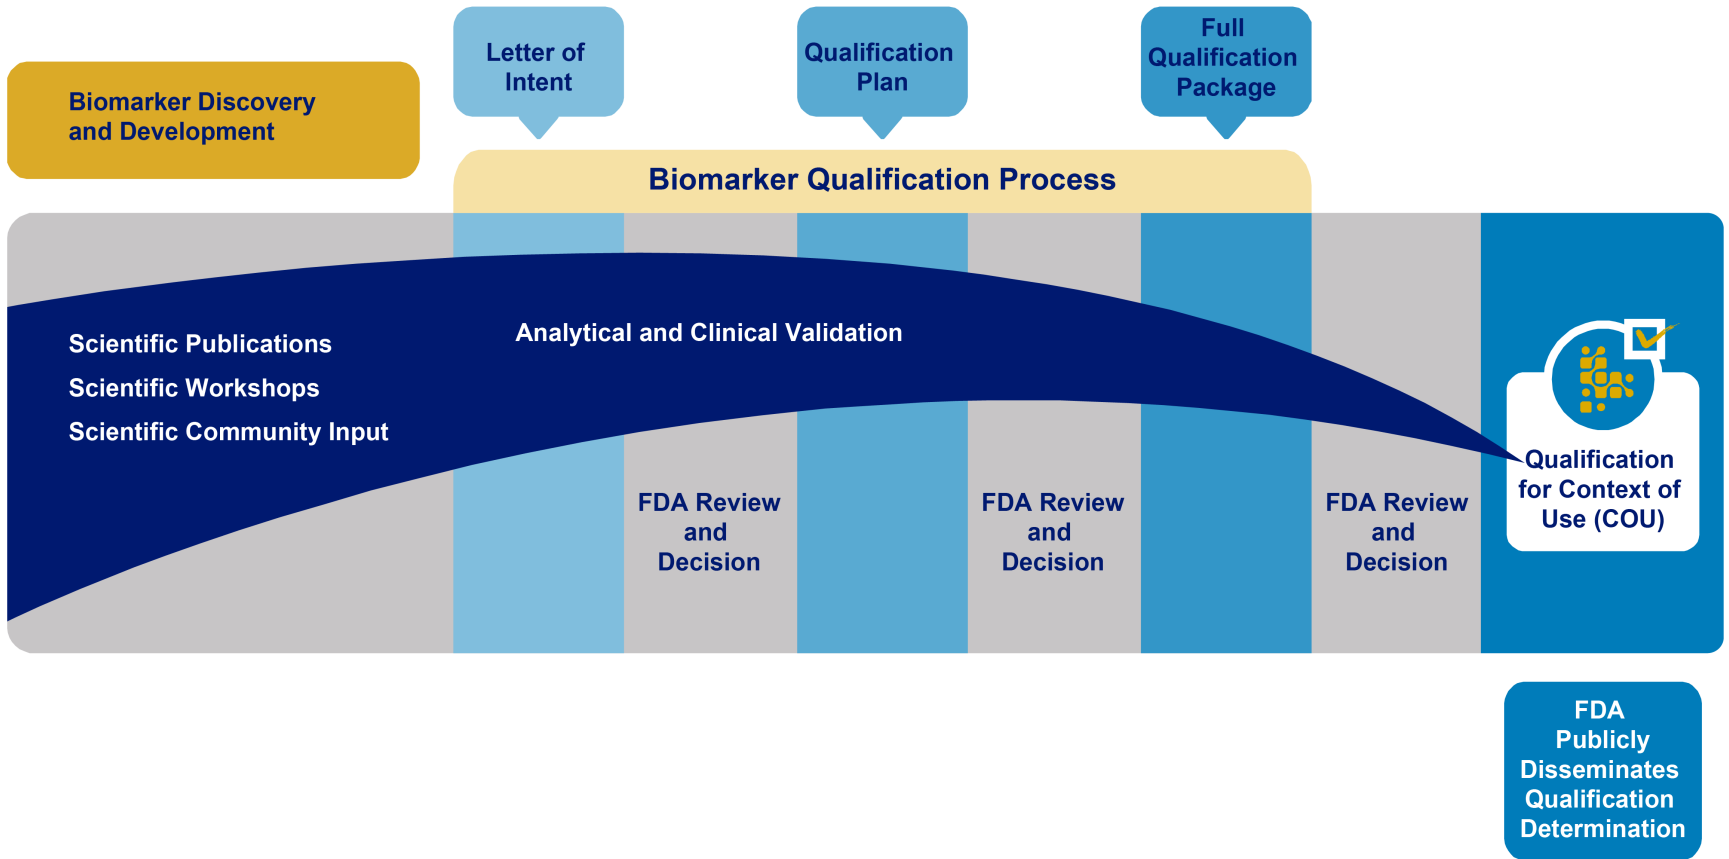 Biomarker Discovery
and Development
Letter of
Intent
Qualification
Plan
Full
Qualification
Package
Biomarker Qualification Process
Scientific Publications
Scientific Workshops
Scientific Community Input
Analytical and Clinical Validation
FDA Review
and
Decision
FDA Review
and
Decision
FDA Review
and
Decision
Qualification
for Context of
Use (COU)
FDA
Publicly
Disseminates
Qualification
Determination